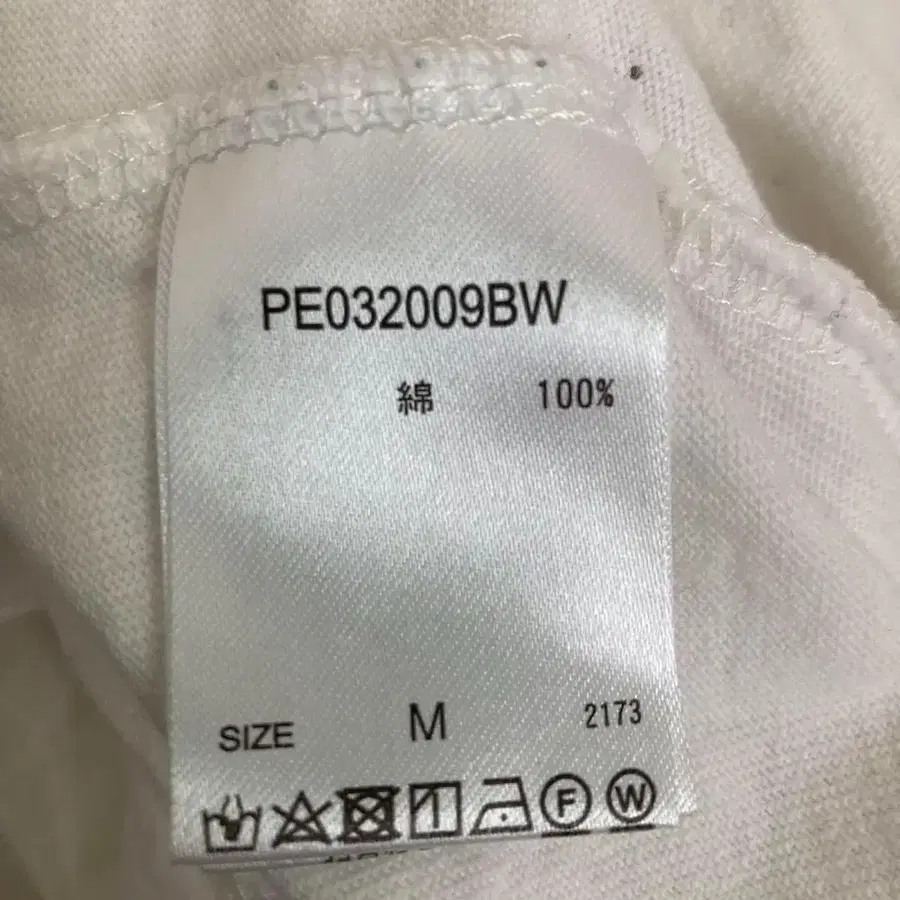 PE032009BW
綿 100%
SIZE M 2173
F W